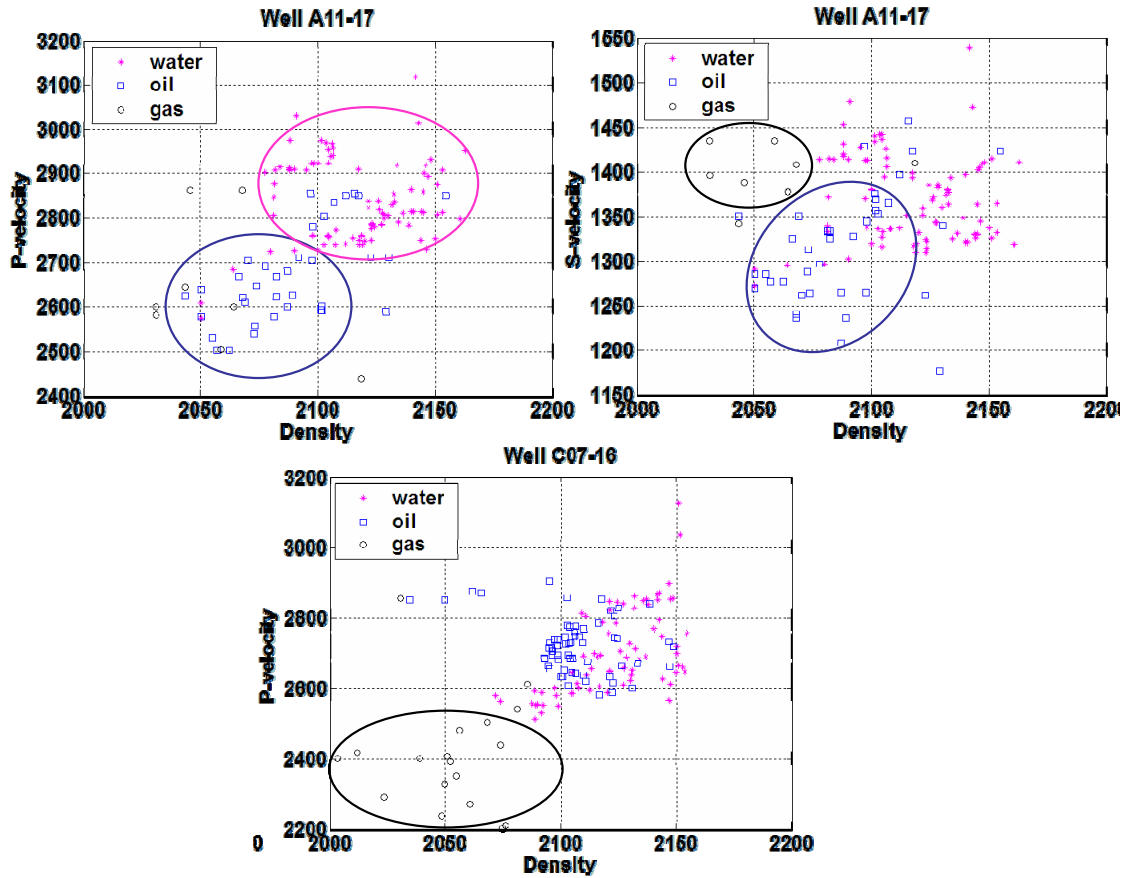 Well A11-17
3200
3100
3000
2900
2800
2700
2600
2500
2400
2000
2050
2100
2150
2200
P-velocity
Density
water
oil
gas
Well A11-17
1550
1500
1450
1400
1350
1300
1250
1200
1150
2000
2050
2100
2150
220
S-velocity
Density
water
oil
gas
Well C07-16
3200
3000
2800
2600
2400
2200
0
2000
2050
2100
2150
2200
P-velocity
Density
water
oil
gas